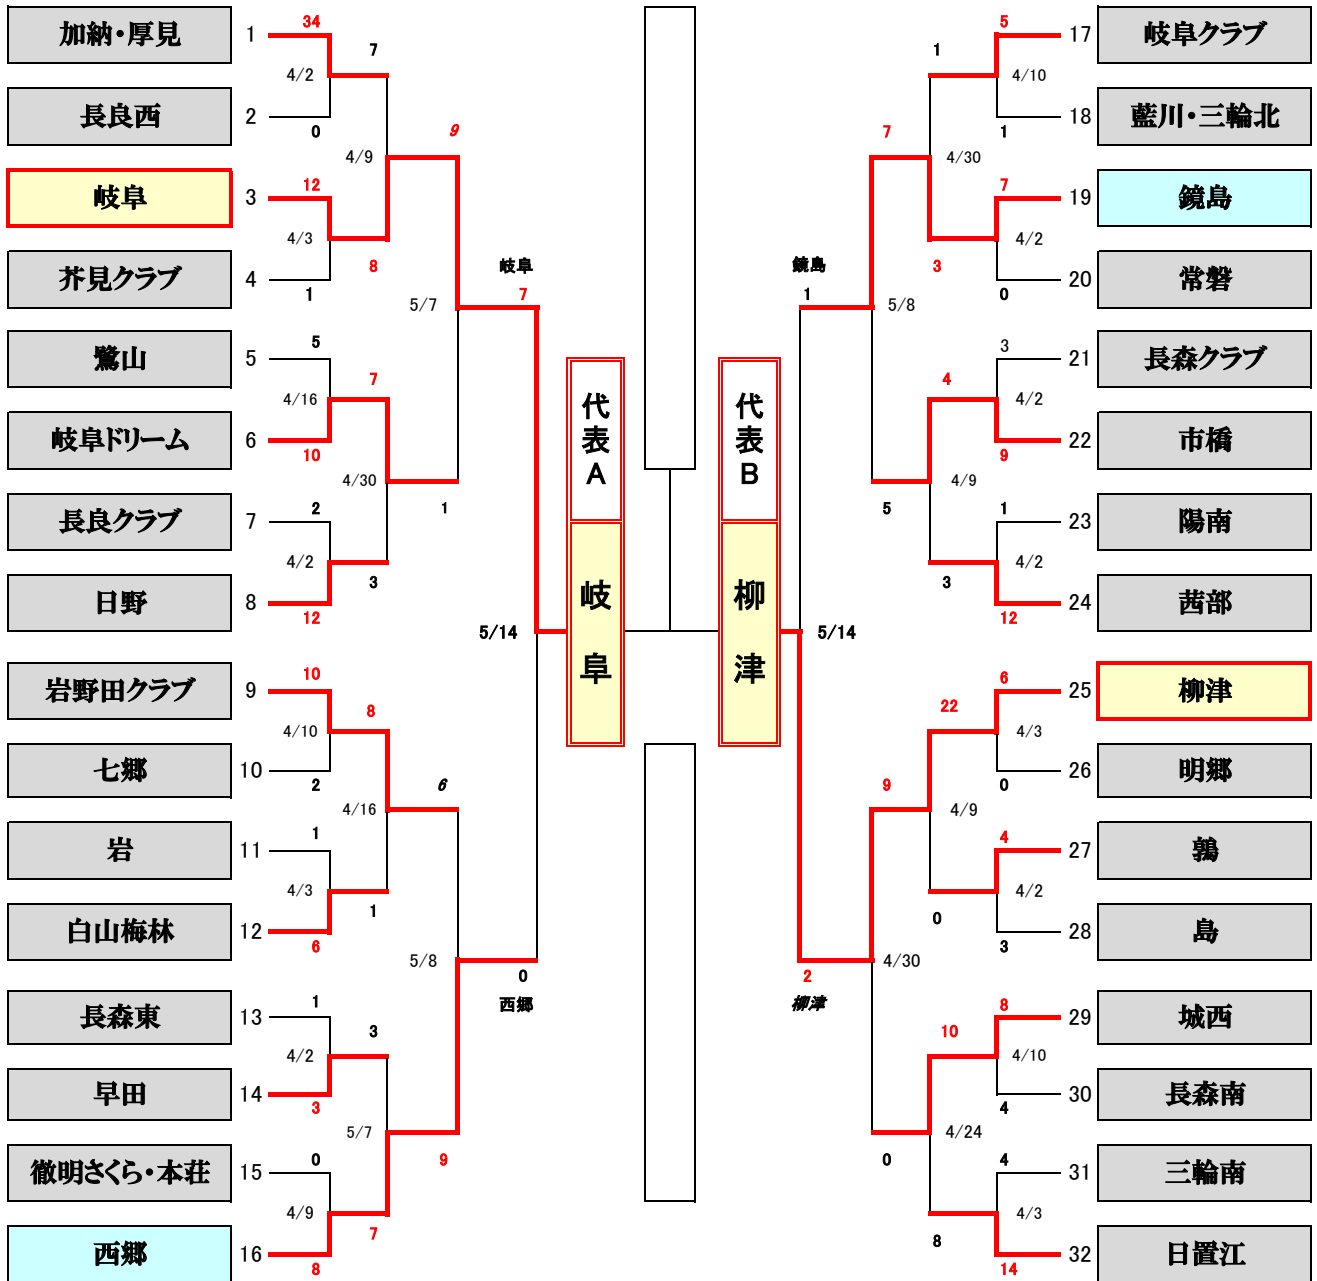 加納・厚見 1 34
4/2 7
長良西 2 0
4/9 9
岐阜 3 12
4/3 8
芥見クラブ 4 1
5/7 岐阜 7
鷺山 5 5
4/16 7
岐阜ドリーム 6 10
4/30 1
長良クラブ 7 2
4/2 3
日野 8 12
5/14
岩野田クラブ 9 10
4/10 8
七郷 10 2
4/16 6
岩 11 1
4/3 1
白山梅林 12 6
5/8 0 西郷
長森東 13 1
4/2 3
早田 14 3
5/7 9
徹明さくら・本荘 15 0
4/9 7
西郷 16 8
代表A
岐阜
代表B
柳津
5 17 岐阜クラブ
1 4/10
1 18 藍川・三輪北
7 4/30
7 19 鏡島
3 4/2
0 20 常磐
鏡島 1 5/8
3 21 長森クラブ
4 4/2
9 22 市橋
5 4/9
1 23 陽南
3 4/2
12 24 茜部
5/14
6 25 柳津
22 4/3
0 26 明郷
9 4/9
4 27 鶉
0 4/2
3 28 島
2 柳津 4/30
8 29 城西
10 4/10
4 30 長森南
0 4/24
4 31 三輪南
8 4/3
14 32 日置江